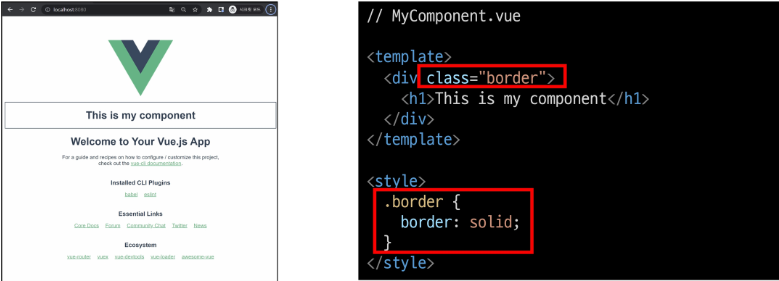 localhost:8080
This is my component
Welcome to Your Vue.js App
For a guide and recipes on how to configure / customize this project,
check out the vue-cli documentation.
Installed CLI Plugins
babel eslint
Essential Links
Core Docs Forum Community Chat Twitter News
Ecosystem
vue-router vuex vue-devtools vue-loader awesome-vue
// MyComponent.vue
<template>
<div class="border">
<h1>This is my component</h1>
</div>
</template>
<style>
.border {
border: solid;
}
</style>